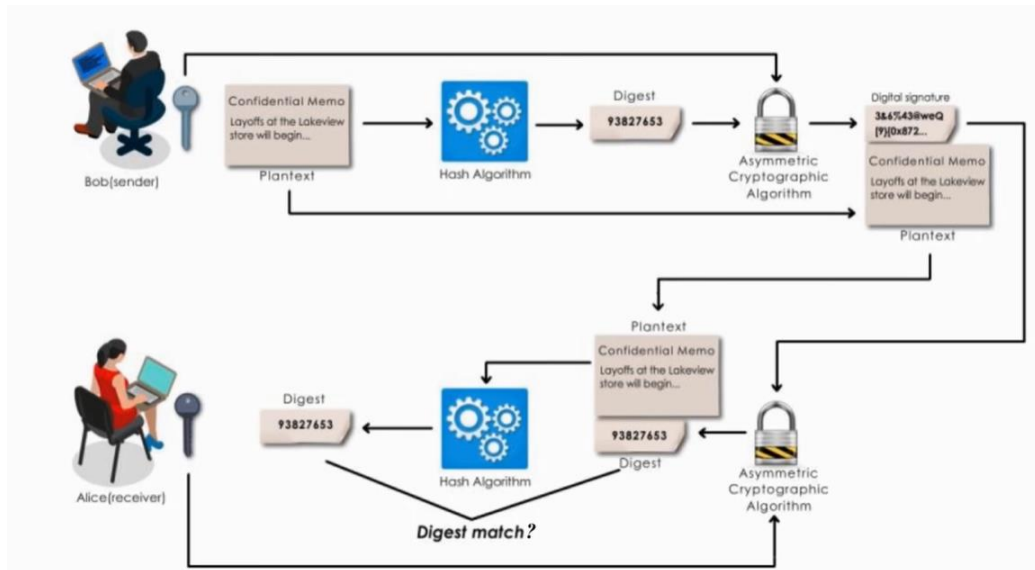 Bob(sender)
Confidential Memo
Layoffs at the Lakeview
store will begin...
Plantext
Hash Algorithm
Digest
93827653
Asymmetric
Cryptographic
Algorithm
Digital signature
3&6%43@weQ
[9}[0x872...
Confidential Memo
Layoffs at the Lakeview
store will begin...
Plantext
Plantext
Confidential Memo
Layoffs at the Lakeview
store will begin...
93827653
Digest
Alice(receiver)
Digest
93827653
Hash Algorithm
Asymmetric
Cryptographic
Algorithm
Digest match?